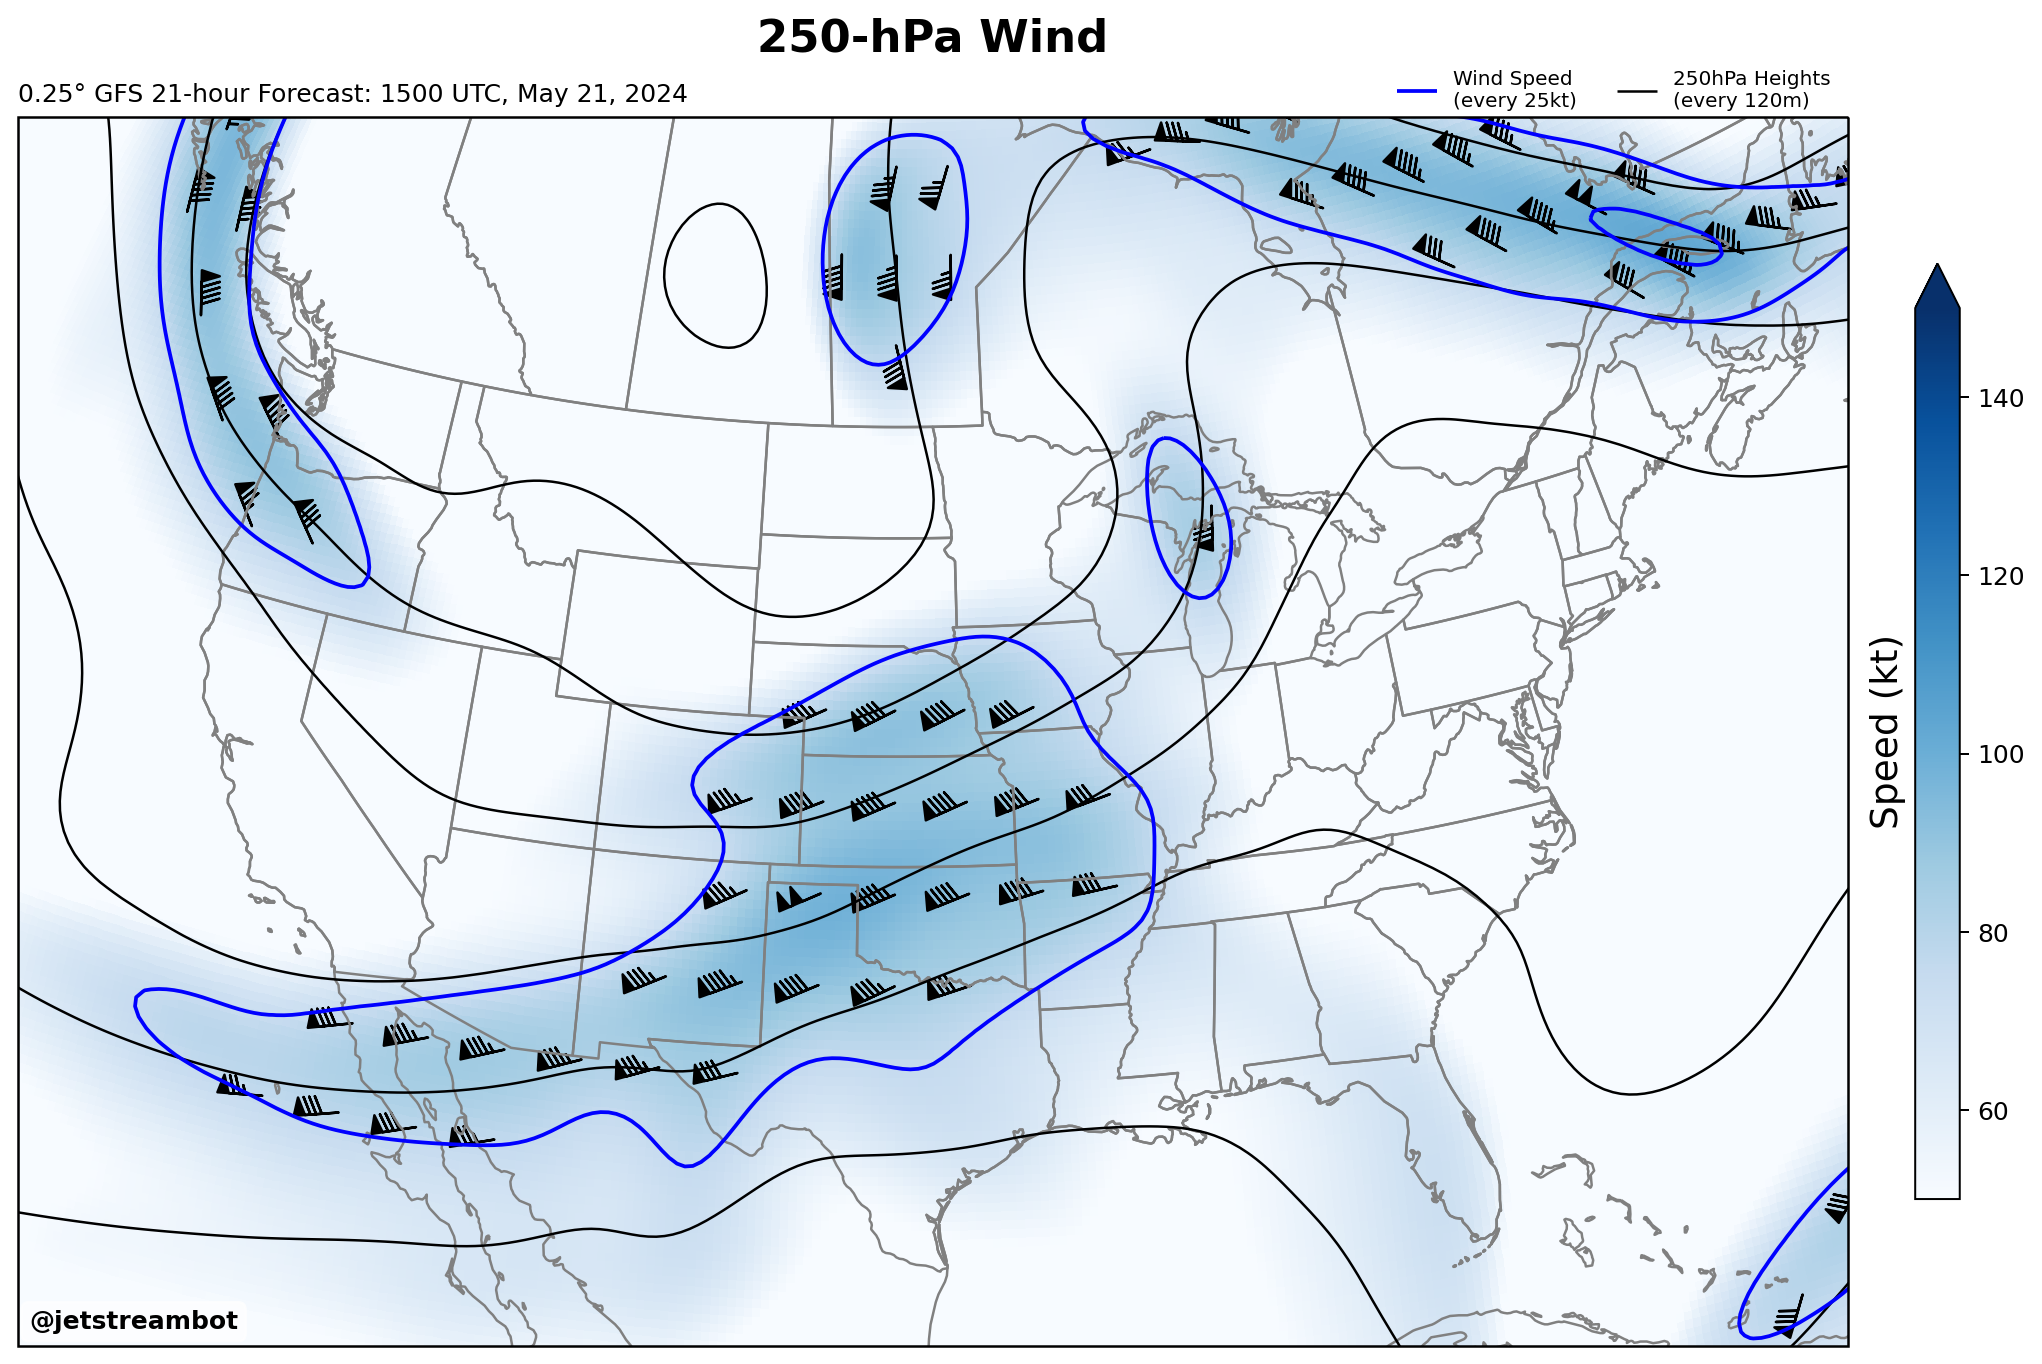 250-hPa Wind
0.25° GFS 21-hour Forecast: 1500 UTC, May 21, 2024
Wind Speed
(every 25kt)
250hPa Heights
(every 120m)
140
120
100
80
60
Speed (kt)
@jetstreambot